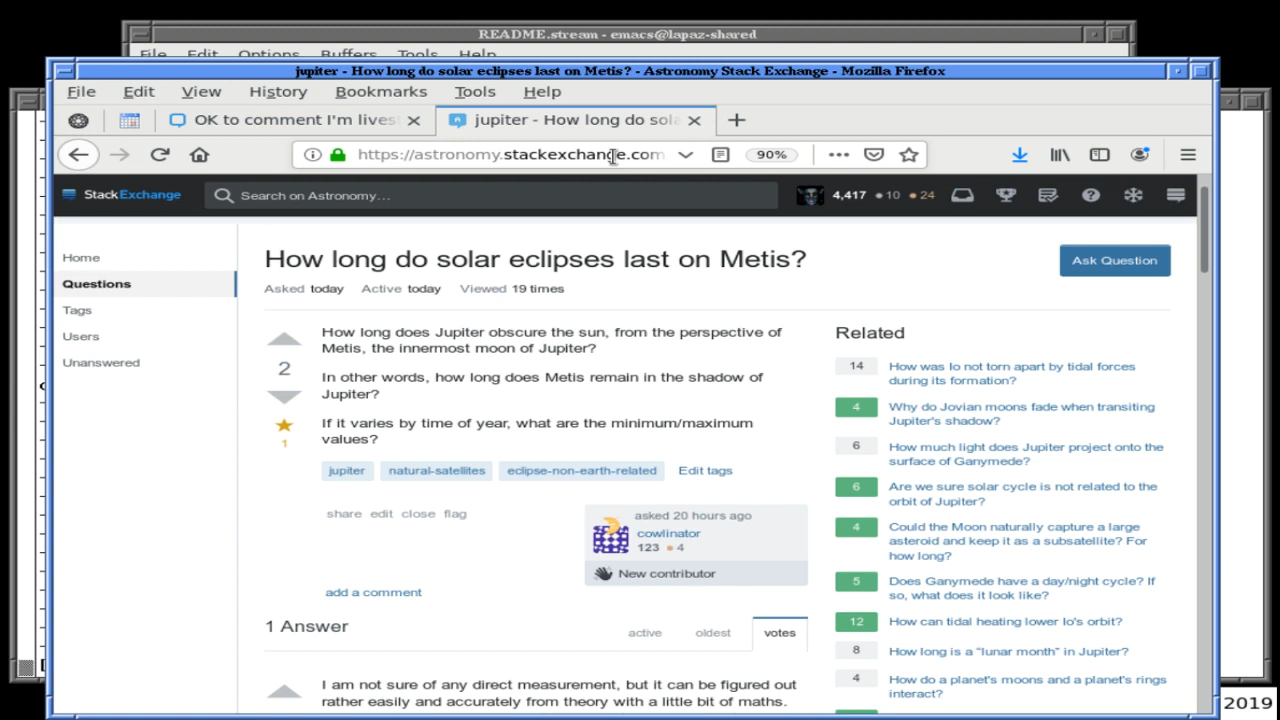 README.stream - emacs@lapaz-shared
File Edit Options Buffers Tools Help
jupiter - How long do solar eclipses last on Metis? - Astronomy Stack Exchange - Mozilla Firefox
File Edit View History Bookmarks Tools Help
OK to comment I'm lives
jupiter - How long do sola
https://astronomy.stackexchange.com
90%
StackExchange
Search on Astronomy...
4,417 10 24
Home
Questions
Tags
Users
Unanswered
How long do solar eclipses last on Metis?
Ask Question
Asked today Active today Viewed 19 times
2
1
How long does Jupiter obscure the sun, from the perspective of
Metis, the innermost moon of Jupiter?
In other words, how long does Metis remain in the shadow of
Jupiter?
If it varies by time of year, what are the minimum/maximum
values?
jupiter natural-satellites eclipse-non-earth-related Edit tags
share edit close flag
asked 20 hours ago
cowlinator
123 4
New contributor
add a comment
1 Answer
active oldest votes
I am not sure of any direct measurement, but it can be figured out
rather easily and accurately from theory with a little bit of maths.
Related
14 How was Io not torn apart by tidal forces
during its formation?
4 Why do Jovian moons fade when transiting
Jupiter's shadow?
6 How much light does Jupiter project onto the
surface of Ganymede?
6 Are we sure solar cycle is not related to the
orbit of Jupiter?
4 Could the Moon naturally capture a large
asteroid and keep it as a subsatellite? For
how long?
5 Does Ganymede have a day/night cycle? If
so, what does it look like?
12 How can tidal heating lower Io's orbit?
8 How long is a "lunar month" in Jupiter?
4 How do a planet's moons and a planet's rings
interact?
2019